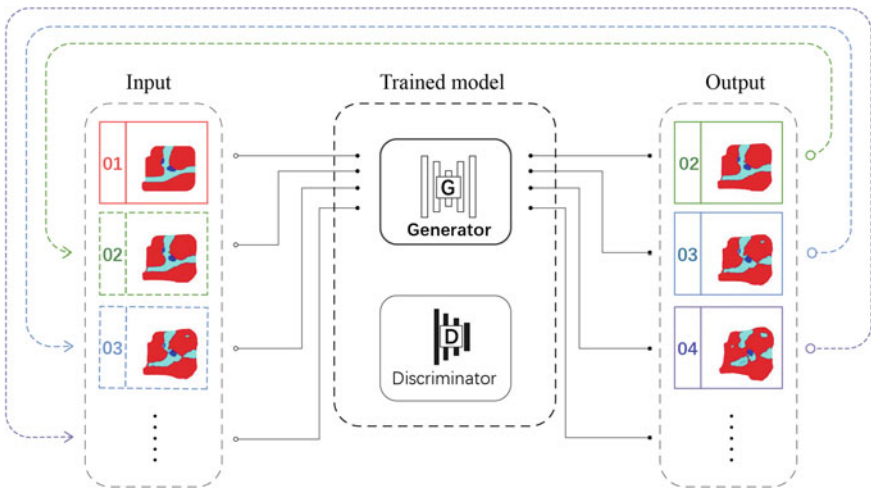 Input
Trained model
Output
01
02
03
G
Generator
D
Discriminator
02
03
04